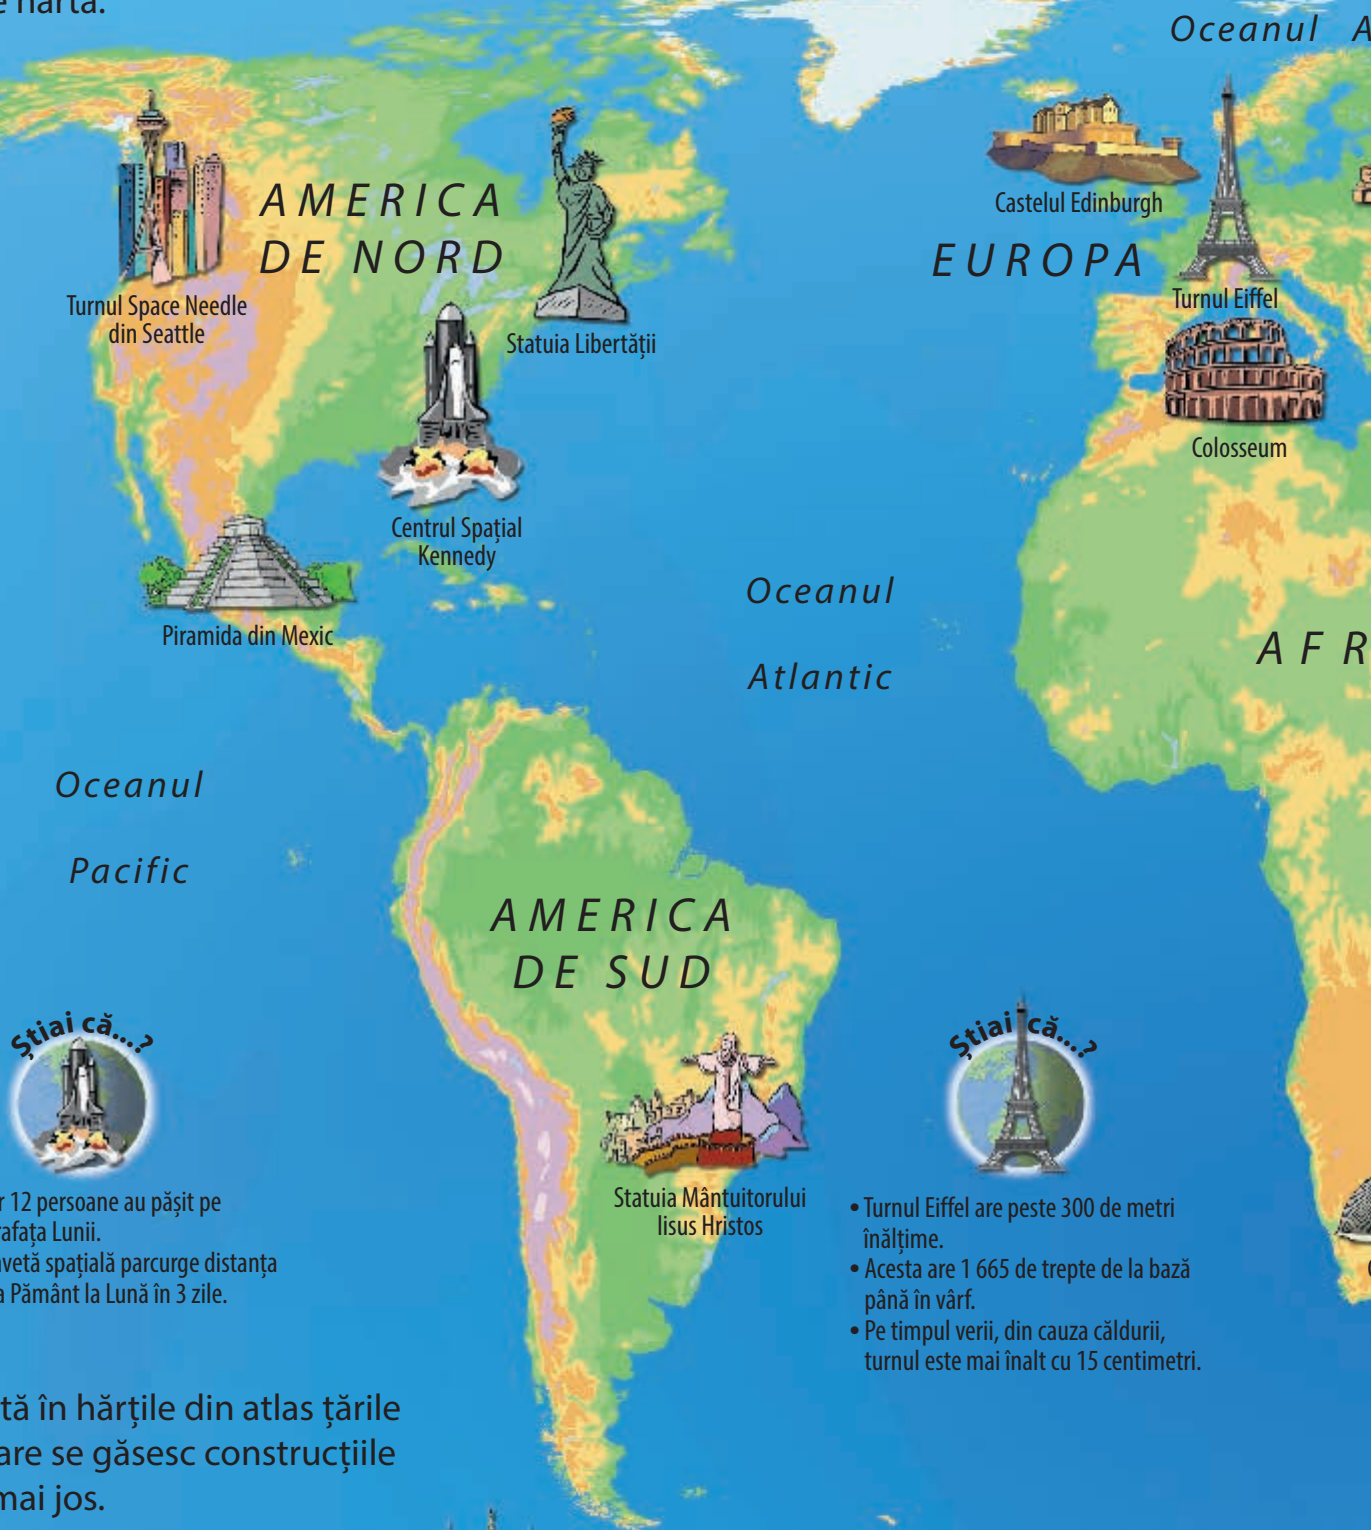 hartă.
Oceanul
AMERICA
DE NORD
Castelul Edinburgh
EUROPA
Turnul Eiffel
Turnul Space Needle
din Seattle
Statuia Libertății
Colosseum
Centrul Spațial
Kennedy
Piramida din Mexic
Oceanul
Atlantic
AFR
Oceanul
Pacific
AMERICA
DE SUD
Știai că...?
Știai că...?
Statuia Mântuitorului
Iisus Hristos
r 12 persoane au pășit pe
rafața Lunii.
avetă spațială parcurge distanța
a Pământ la Lună în 3 zile.
• Turnul Eiffel are peste 300 de metri
înălțime.
• Acesta are 1 665 de trepte de la bază
până în vârf.
• Pe timpul verii, din cauza căldurii,
turnul este mai înalt cu 15 centimetri.
tă în hărțile din atlas țările
are se găsesc construcțiile
mai jos.